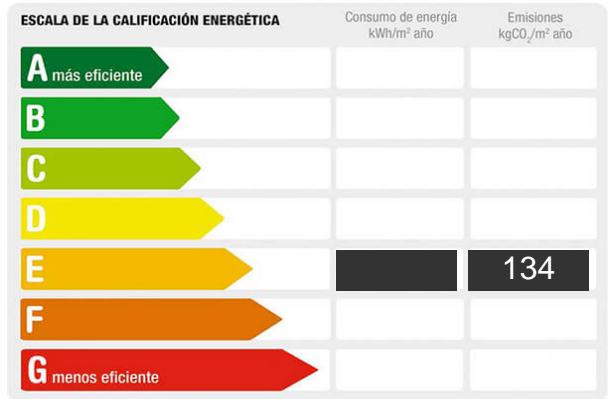 ESCALA DE LA CALIFICACIÓN ENERGÉTICA
Consumo de energía
kWh/m² año
Emisiones
kgCO₂/m² año
A más eficiente
B
C
D
E
134
F
G menos eficiente